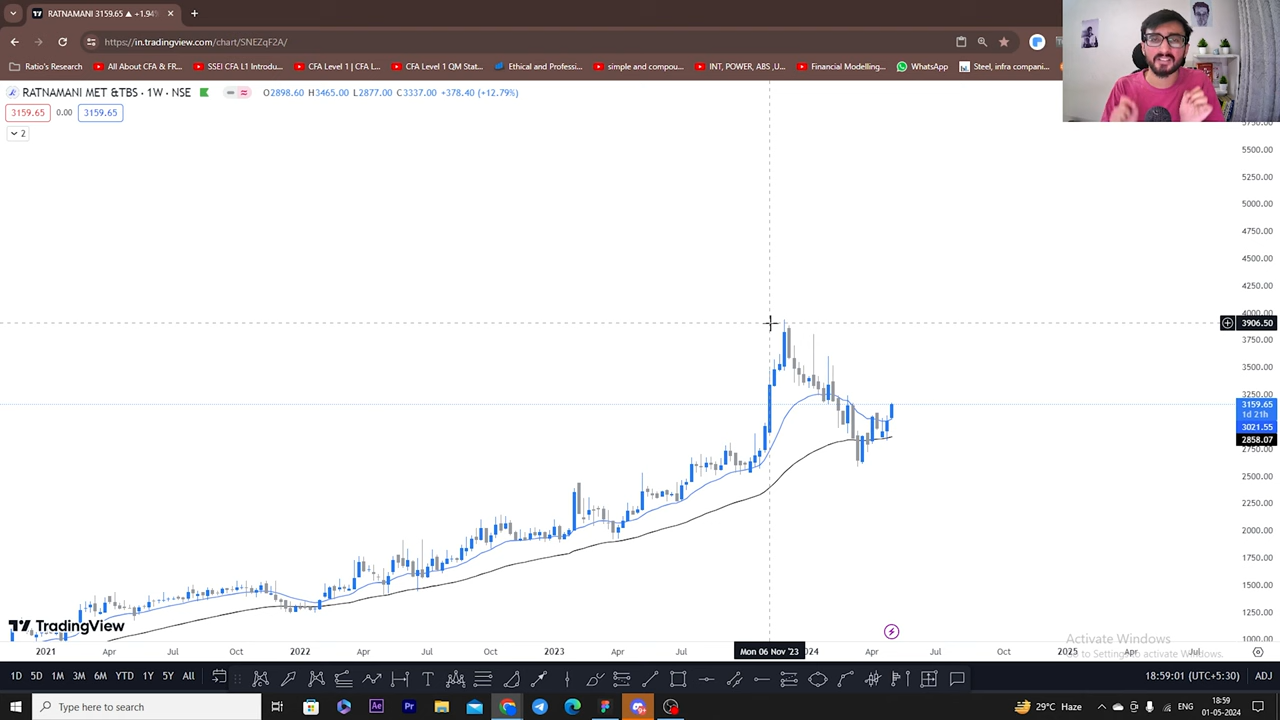 RATNAMANI 3159.65 ▲ +1.94%
https://in.tradingview.com/chart/SNEZqF2A/
Ratio's Research
All About CFA & FR...
SSEI CFA L1 Introdu...
CFA Level 1 | CFA L...
CFA Level 1 QM Sat...
Ethical and Professi...
simple and compou...
INT, POWER, ABS ,U...
Financial Modelling...
WhatsApp
Steel, infra compani...
RATNAMANI MET &TBS · 1W · NSE
O2898.60 H3465.00 L2877.00 C3337.00 +378.40 (+12.79%)
3159.65 0.00 3159.65
2
5750.00
5500.00
5250.00
5000.00
4750.00
4500.00
4250.00
4000.00
3906.50
3750.00
3500.00
3250.00
3159.65
1d 21h
3021.55
2858.07
2750.00
2500.00
2250.00
2000.00
1750.00
1500.00
1250.00
1000.00
TradingView
Activate Windows
Go to Settings to activate Windows.
2021 Apr Jul Oct 2022 Apr Jul Oct 2023 Apr Jul Mon 06 Nov '23 2024 Apr Jul Oct 2025 Apr Jul
1D 5D 1M 3M 6M YTD 1Y 5Y All
18:59:01 (UTC+5:30) ADJ
Type here to search
29°C Haze
ENG
18:59
01-05-2024